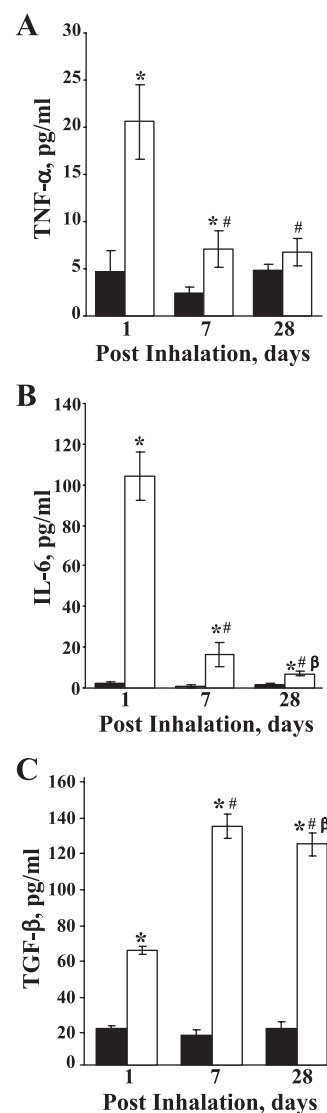 A
30
25
20
15
10
5
0
TNF-α, pg/ml
*
* #
#
1 7 28
Post Inhalation, days
B
140
120
100
80
60
40
20
0
IL-6, pg/ml
*
*#
*# β
1 7 28
Post Inhalation, days
C
160
140
120
100
80
60
40
20
0
TGF-β, pg/ml
*
*#
*# β
1 7 28
Post Inhalation, days